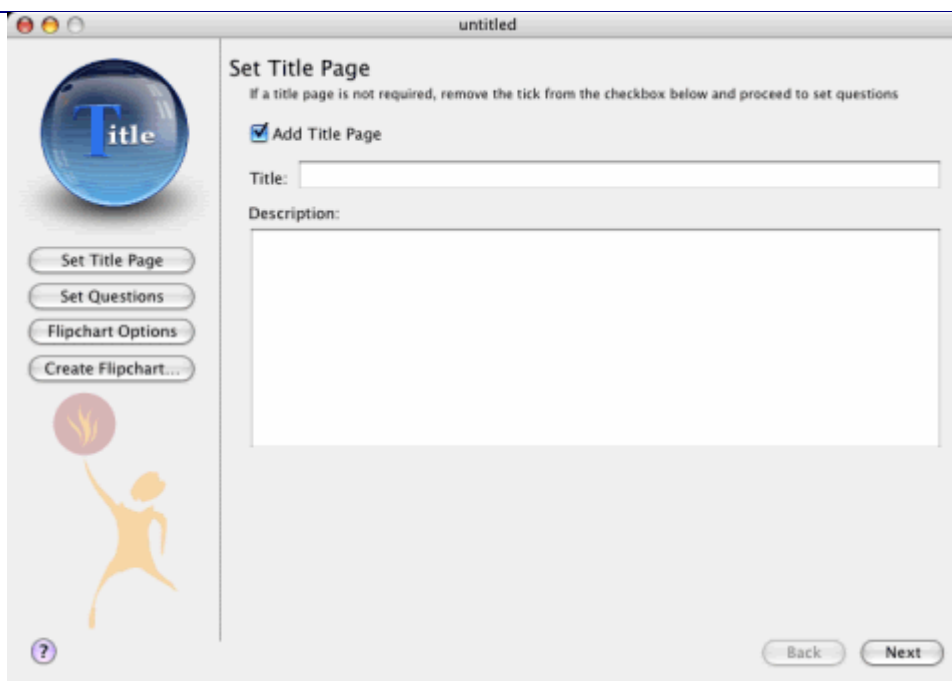 untitled
Title
Set Title Page
Set Questions
Flipchart Options
Create Flipchart...
?
Set Title Page
If a title page is not required, remove the tick from the checkbox below and proceed to set questions
Add Title Page
Title:
Description:
Back
Next